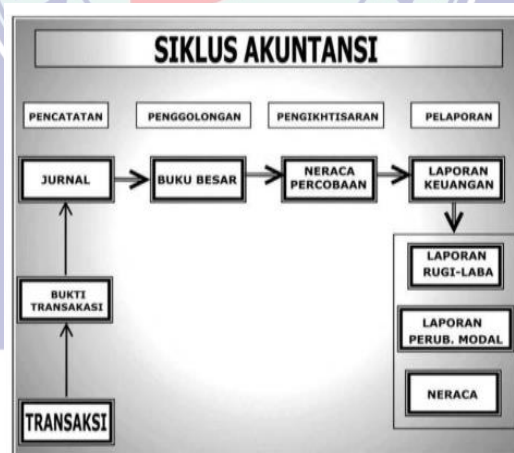 SIKLUS AKUNTANSI
PENCATATAN
PENGGOLONGAN
PENGIKHTISARAN
PELAPORAN
JURNAL
BUKU BESAR
NERACA
PERCOBAAN
LAPORAN
KEUANGAN
BUKTI
TRANSAKASI
TRANSAKSI
LAPORAN
RUGI-LABA
LAPORAN
PERUB. MODAL
NERACA